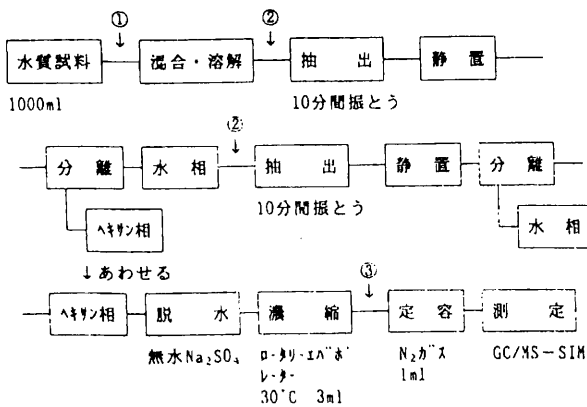 ① ②
水質試料 混合・溶解 抽出 静置
1000ml 10分間振とう
②
分離 水相 抽出 静置 分離
10分間振とう
ヘキサン相 水相
↓あわせる
③
ヘキサン相 脱水 濃縮 定容 測定
無水Na₂SO₄ ロータリーエバポ N₂ガス GC/MS-SIM
レーター 1ml
30°C 3ml